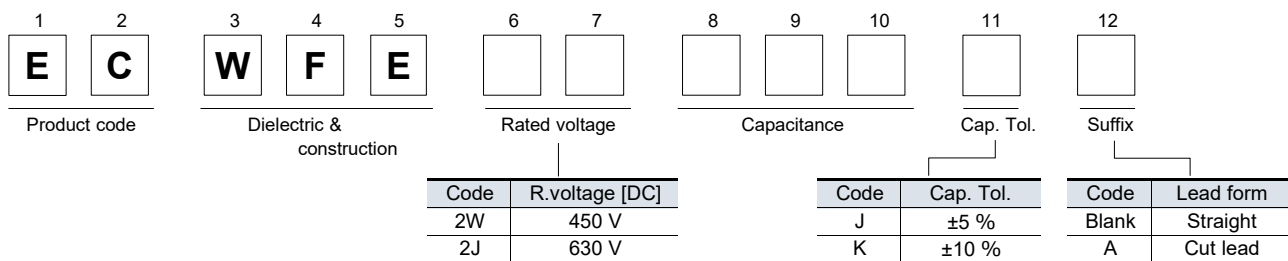 1 2 3 4 5 6 7 8 9 10 11 12
E C W F E
Product code Dielectric & Rated voltage Capacitance Cap. Tol. Suffix
construction
Code R.voltage [DC] Code Cap. Tol. Code Lead form
2W 450 V J ±5 % Blank Straight
2J 630 V K ±10 % A Cut lead